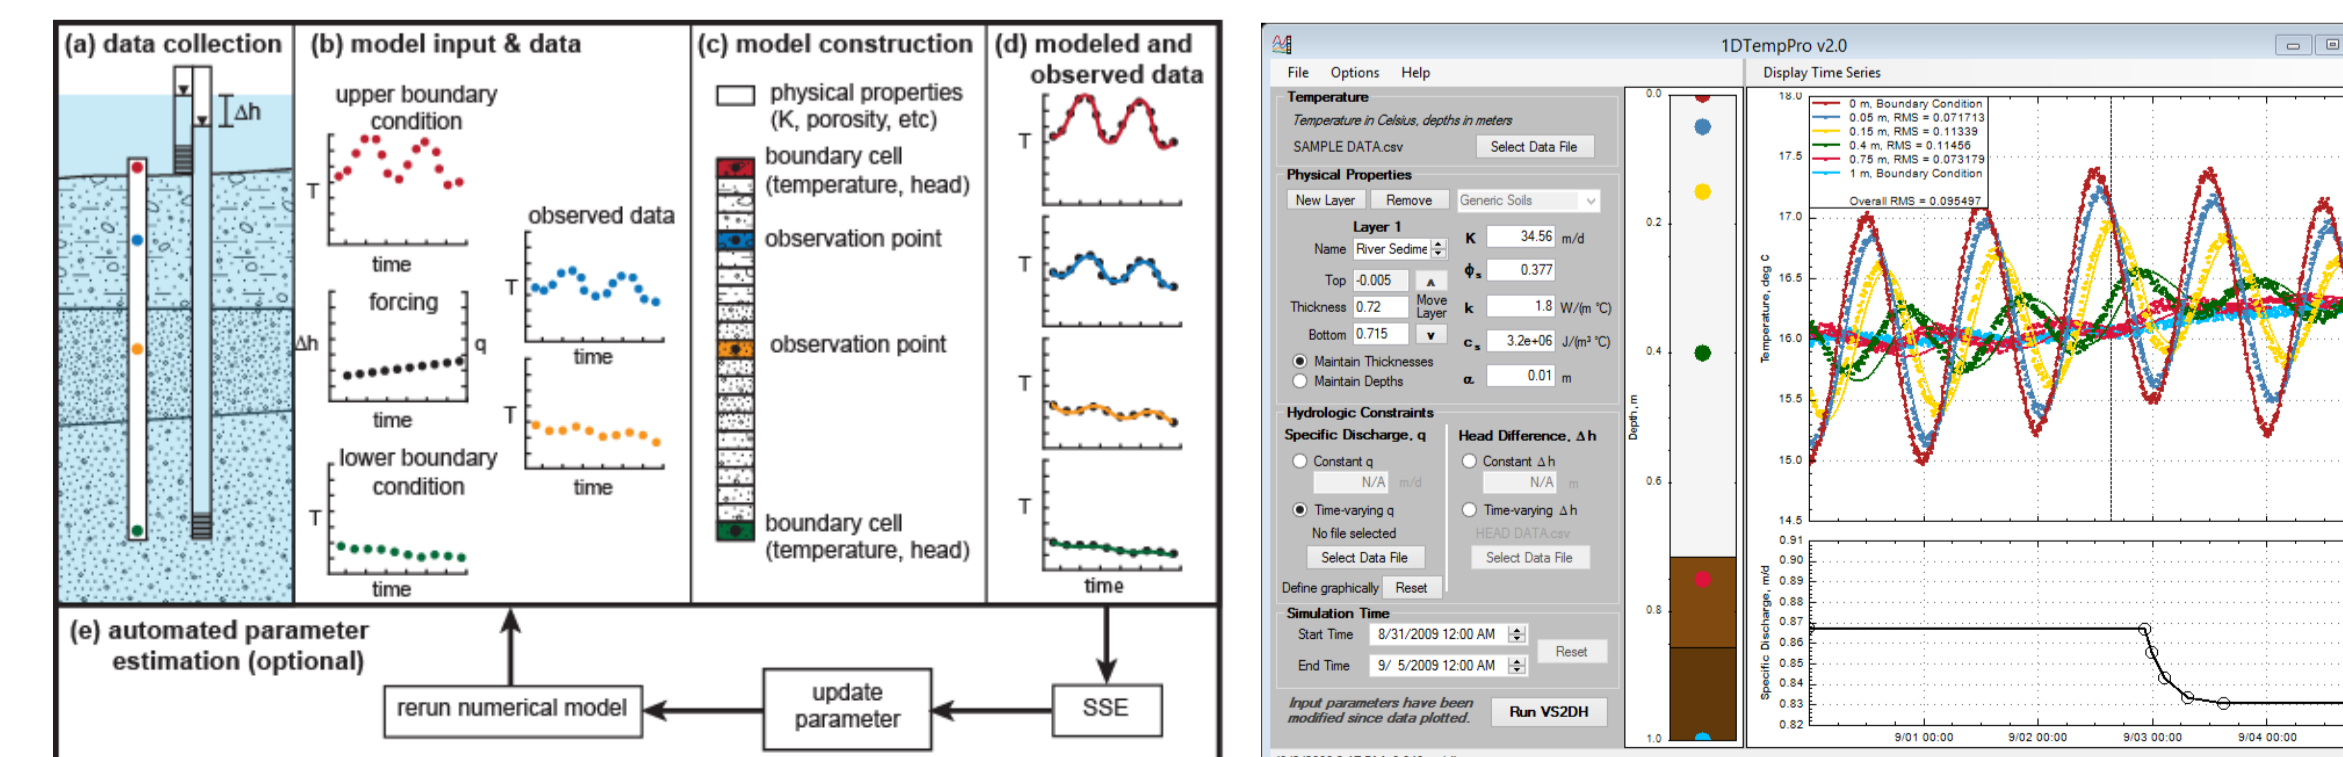 (a) data collection
Δh
(b) model input & data
upper boundary
condition
T
time
forcing
Δh
q
time
lower boundary
condition
T
time
observed data
T
time
T
time
(c) model construction
physical properties
(K, porosity, etc)
boundary cell
(temperature, head)
observation point
observation point
boundary cell
(temperature, head)
(d) modeled and
observed data
T
T
T
T
time
(e) automated parameter
estimation (optional)
rerun numerical model
update
parameter
SSE
1DTempPro v2.0
File Options Help
Temperature
Temperature in Celsius, depths in meters
SAMPLE DATA.csv Select Data File
Physical Properties
New Layer Remove Generic Soils
Layer 1
Name River Sedime
Top -0.005
Thickness 0.72
Bottom 0.715
Move
Layer
Maintain Thicknesses
Maintain Depths
K 34.56 m/d
ϕs 0.377
k 1.8 W/(m °C)
cs 3.2e+06 J/(m³ °C)
α 0.01 m
Hydrologic Constraints
Specific Discharge, q
Constant q
N/A m/d
Time-varying q
No file selected
Select Data File
Define graphically Reset
Head Difference, Δ h
Constant Δ h
N/A m
Time-varying Δ h
HEAD DATA.csv
Select Data File
Simulation Time
Start Time 8/31/2009 12:00 AM
End Time 9/ 5/2009 12:00 AM
Reset
Input parameters have been
modified since data plotted.
Run VS2DH
Depth, m
0.0
0.2
0.4
0.6
0.8
1.0
Display Time Series
0 m, Boundary Condition
0.05 m, RMS = 0.071713
0.15 m, RMS = 0.11339
0.4 m, RMS = 0.11456
0.75 m, RMS = 0.073179
1 m, Boundary Condition
Overall RMS = 0.095497
Temperature, deg C
18.0
17.5
17.0
16.5
16.0
15.5
15.0
14.5
Specific Discharge, m/d
0.91
0.90
0.89
0.88
0.87
0.86
0.85
0.84
0.83
0.82
9/01 00:00 9/02 00:00 9/03 00:00 9/04 00:00